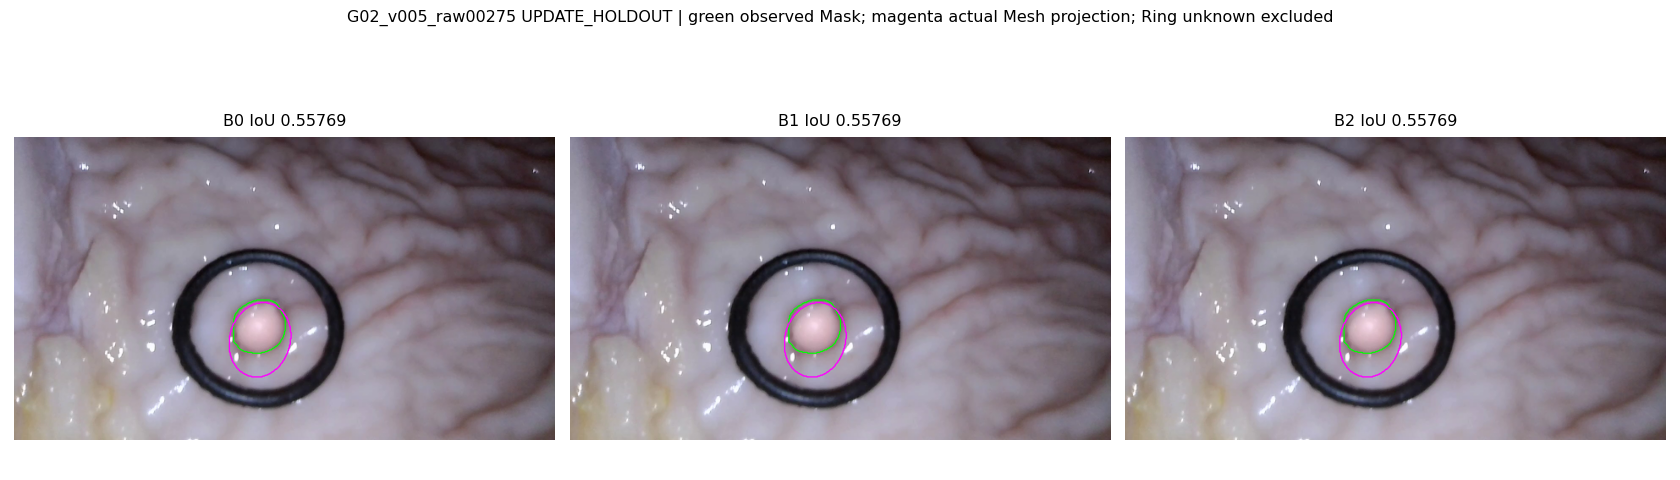 G02_v005_raw00275 UPDATE_HOLDOUT | green observed Mask; magenta actual Mesh projection; Ring unknown excluded
B0 IoU 0.55769
B1 IoU 0.55769
B2 IoU 0.55769